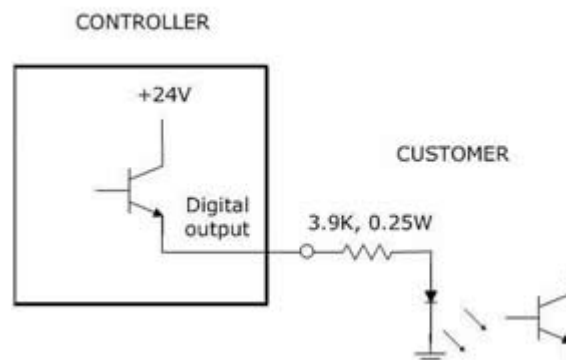 CONTROLLER
+24V
CUSTOMER
Digital
output
3.9K, 0.25W